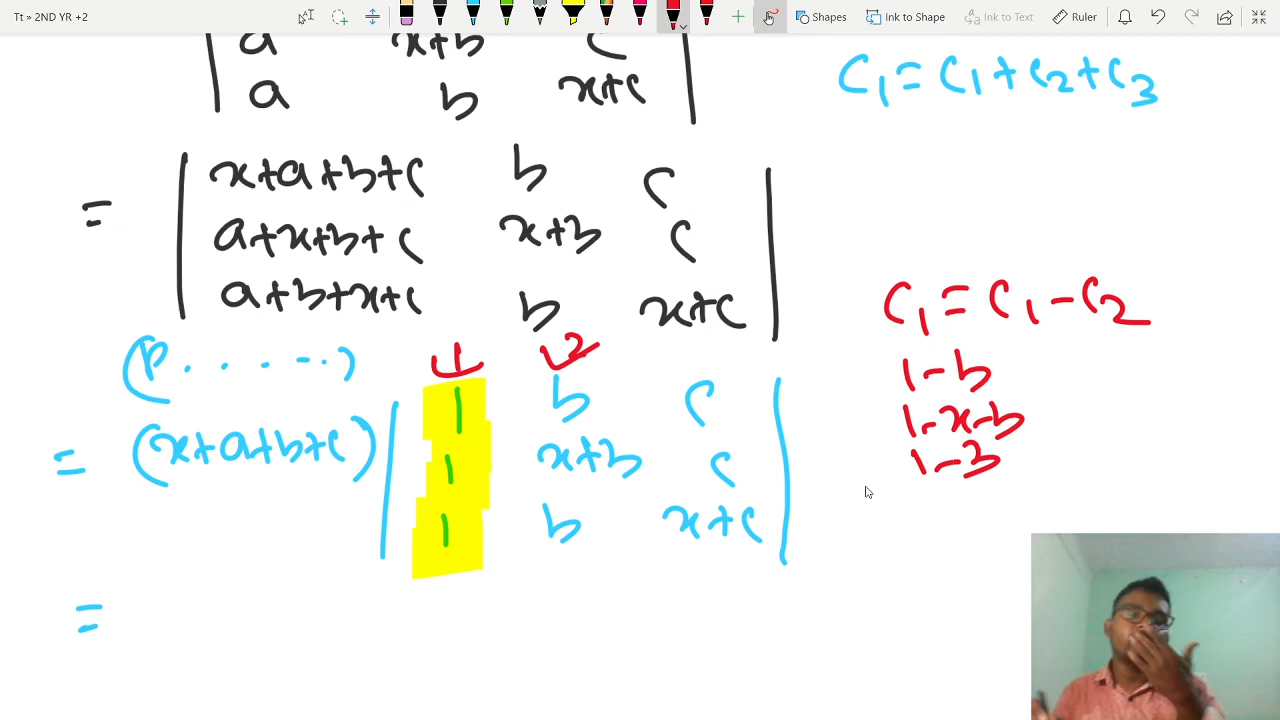 Tt » 2ND YR +2
Shapes Ink to Shape Ink to Text Ruler
a x+b c
a b x+c
C1 = C1 + C2 + C3
= x+a+b+c b c
a+x+b+c x+b c
a+b+x+c b x+c
C1 = C1 - C2
1 - b
1 - x - b
1 - 3
(P. . . . - . )
1 2
= (x+a+b+c) 1 b c
1 x+b c
1 b x+c
=